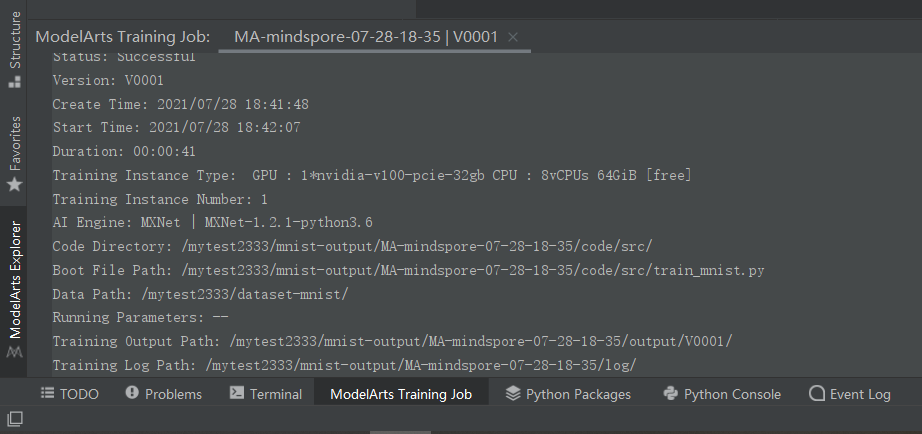 Structure
Favorites
ModelArts Explorer
ModelArts Training Job: MA-mindspore-07-28-18-35 | V0001
Status: Successful
Version: V0001
Create Time: 2021/07/28 18:41:48
Start Time: 2021/07/28 18:42:07
Duration: 00:00:41
Training Instance Type: GPU : 1*nvidia-v100-pcie-32gb CPU : 8vCPUs 64GiB [free]
Training Instance Number: 1
AI Engine: MXNet | MXNet-1.2.1-python3.6
Code Directory: /mytest2333/mnist-output/MA-mindspore-07-28-18-35/code/src/
Boot File Path: /mytest2333/mnist-output/MA-mindspore-07-28-18-35/code/src/train_mnist.py
Data Path: /mytest2333/dataset-mnist/
Running Parameters: --
Training Output Path: /mytest2333/mnist-output/MA-mindspore-07-28-18-35/output/V0001/
Training Log Path: /mytest2333/mnist-output/MA-mindspore-07-28-18-35/log/
TODO Problems Terminal ModelArts Training Job Python Packages Python Console Event Log